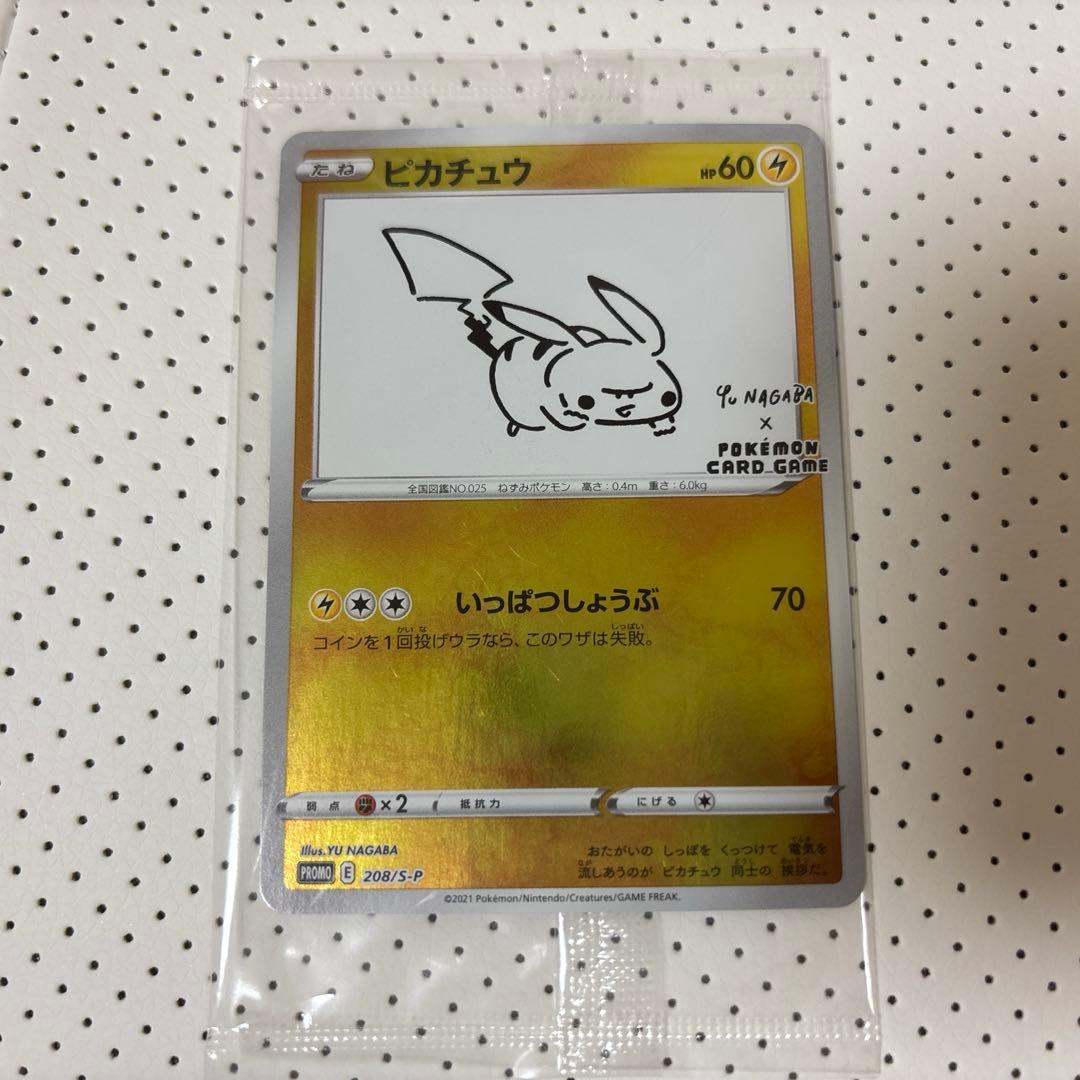 たね ピカチュウ HP60
YU NAGABA
×
POKÉMON
CARD GAME
全国図鑑NO.025 ねずみポケモン 高さ：0.4m 重さ：6.0kg
いっぱつしょうぶ 70
コインを1回投げウラなら、このワザは失敗。
弱点 ×2 抵抗力 にげる
Illus.YU NAGABA
PROMO E 208/S-P
おたがいの しっぽを くっつけて 電気を
流しあうのが ピカチュウ 同士の 挨拶だ。
©2021 Pokémon/Nintendo/Creatures/GAME FREAK.